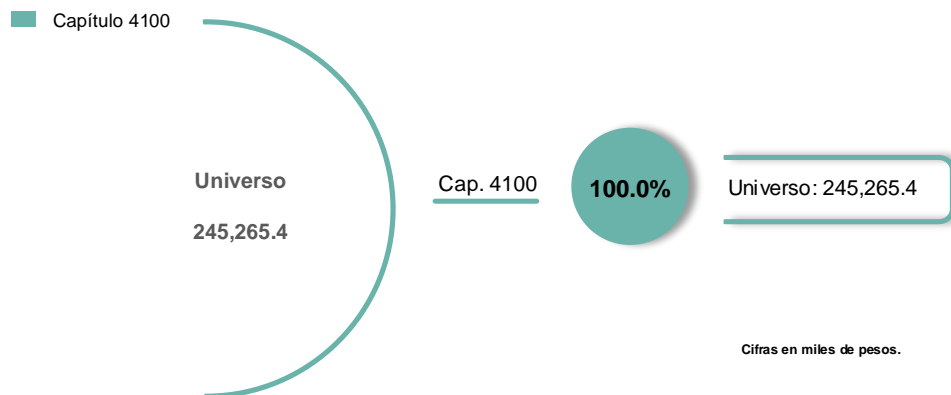 Capítulo 4100
Universo
245,265.4
Cap. 4100
100.0%
Universo: 245,265.4
Cifras en miles de pesos.